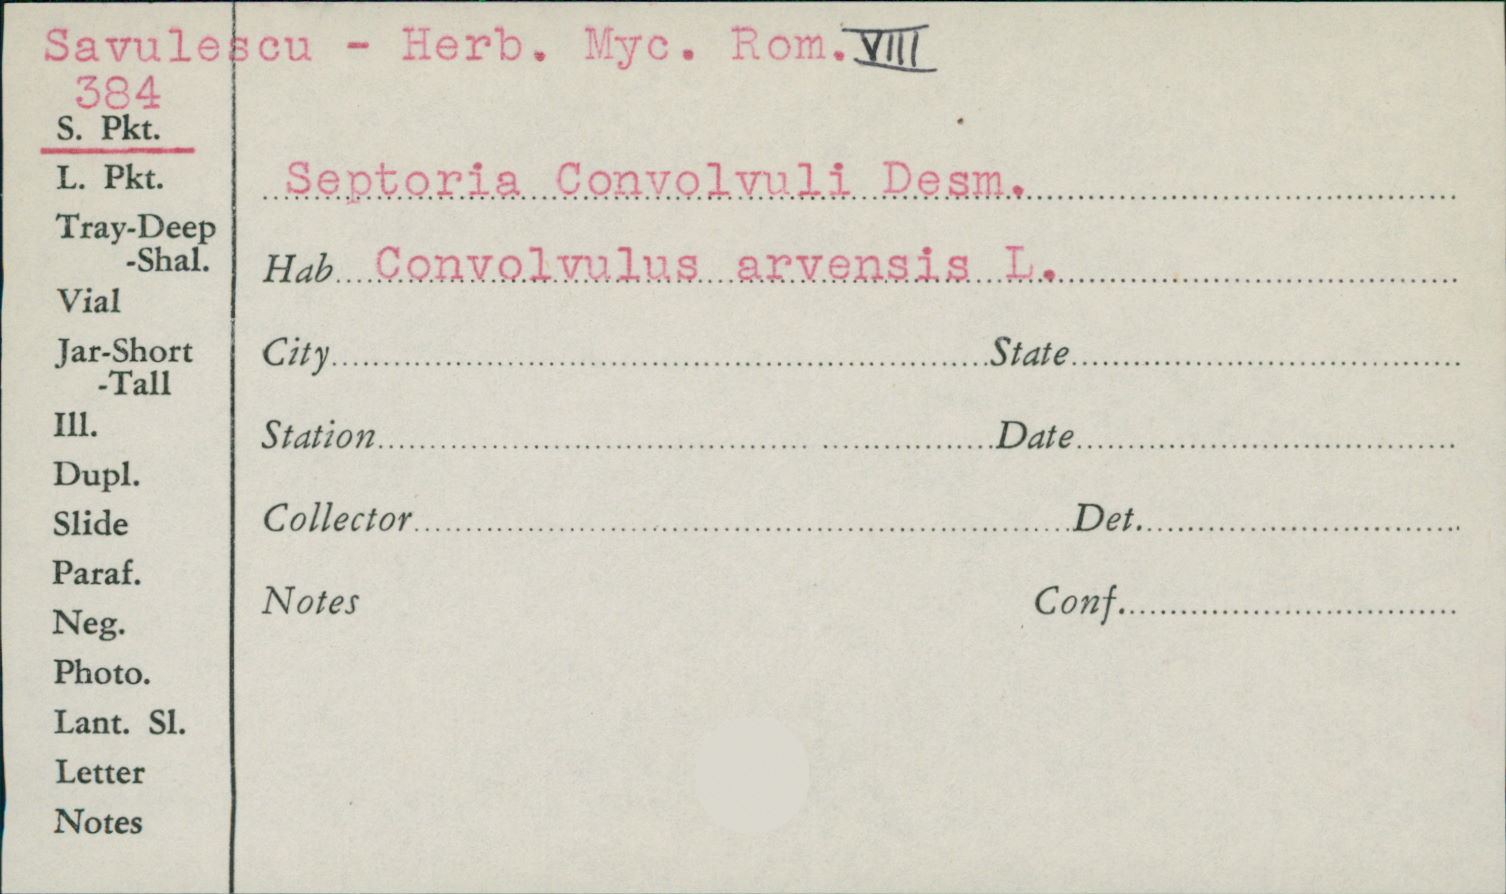 Savulescu - Herb. Myc. Rom. VIII
384
S. Pkt.
L. Pkt.
Septoria Convolvuli Desm.
Tray-Deep
-Shal.
Hab Convolvulus arvensis L.
Vial
Jar-Short
-Tall
City State
Ill.
Station Date
Dupl.
Slide
Collector Det.
Paraf.
Notes Conf.
Neg.
Photo.
Lant. Sl.
Letter
Notes